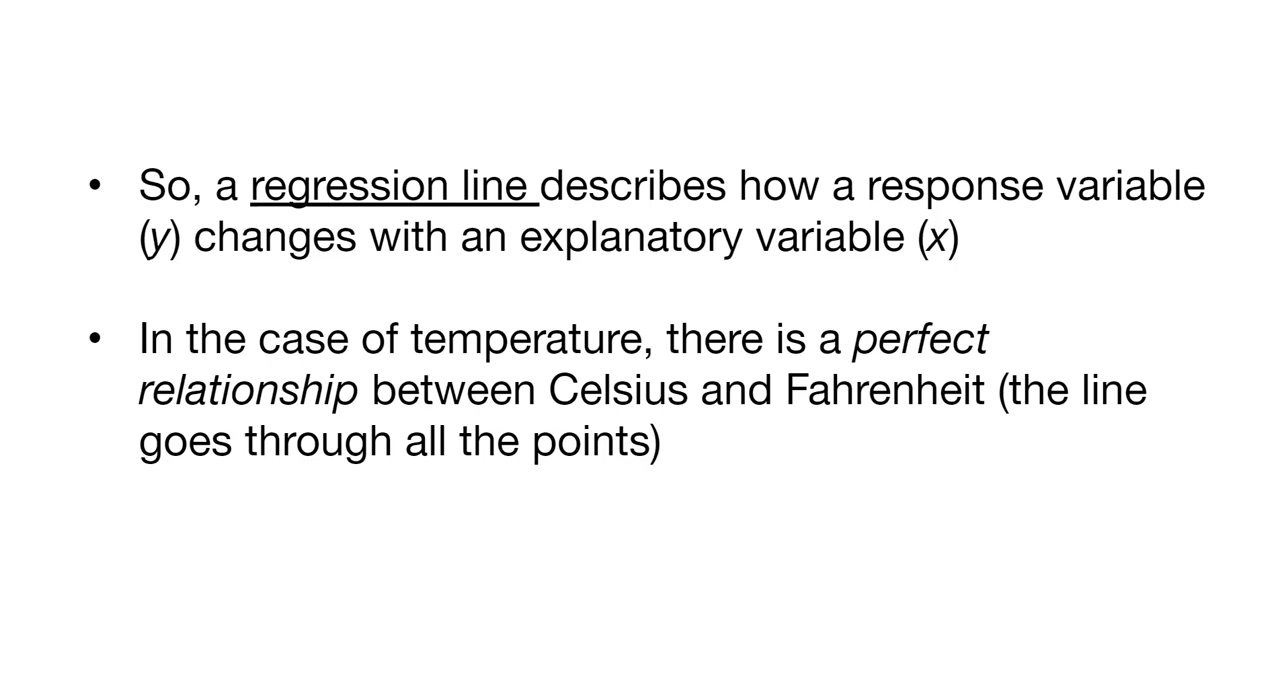 • So, a regression line describes how a response variable
(y) changes with an explanatory variable (x)
• In the case of temperature, there is a perfect
relationship between Celsius and Fahrenheit (the line
goes through all the points)